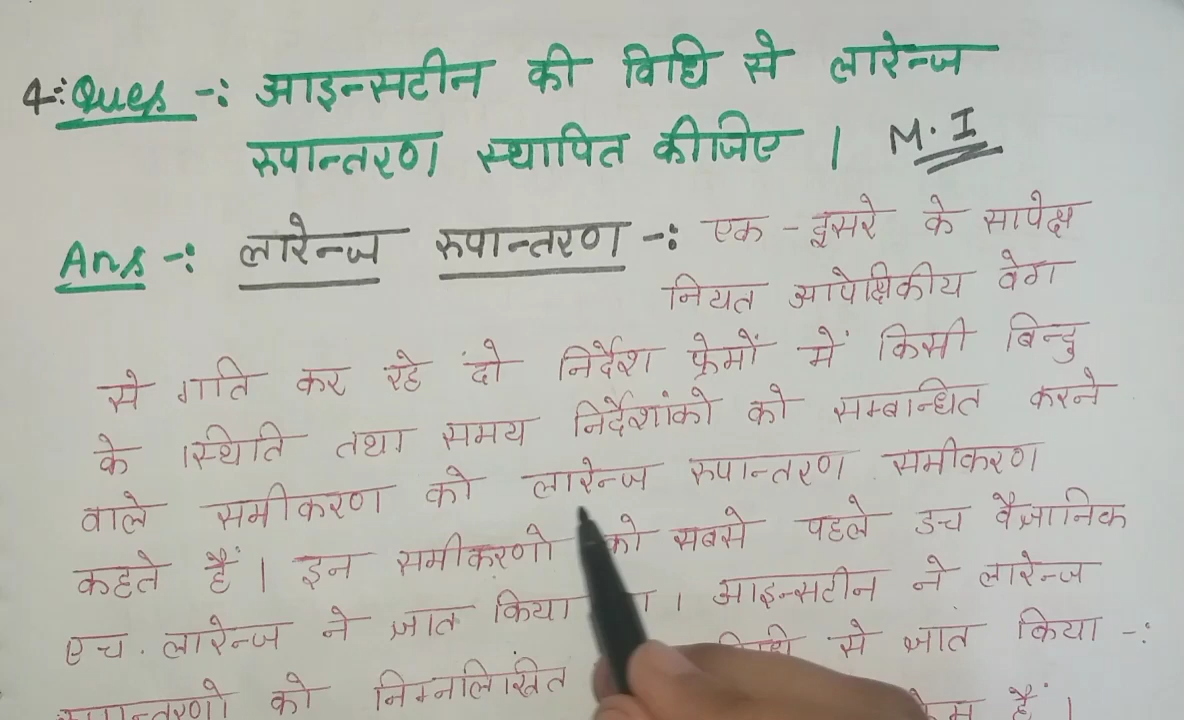 4:Ques -: आइन्सटीन की विधि से लारेन्ज
रुपान्तरण स्थापित कीजिए । M.I
Ans -: लारेन्ज रुपान्तरण -: एक - दूसरे के सापेक्ष
नियत आपेक्षिकीय वेग
से गति कर रहे दो निर्देश फ्रेमों में किसी बिन्दु
के स्थिति तथा समय निर्देशांको को सम्बान्धित करने
वाले समीकरण को लारेन्ज रुपान्तरण समीकरण
कहते हैं । इन समीकरणो को सबसे पहले डच वैज्ञानिक
एच. लारेन्ज ने ज्ञात किया । आइन्सटीन ने लारेन्ज
रुपान्तरणो को निम्नलिखित विधि से ज्ञात किया -:
हैं ।